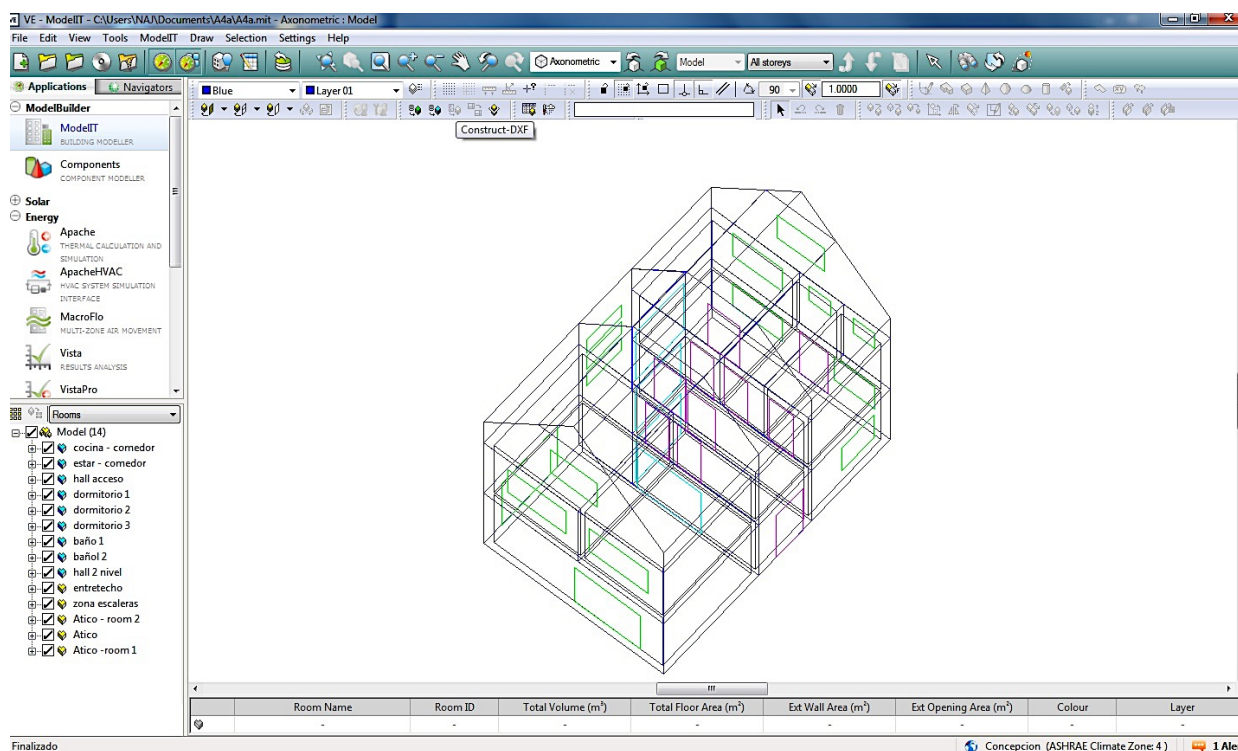 VE - ModelIT - C:\Users\NAJ\Documents\A4a\A4a.mit - Axonometric : Model
File Edit View Tools ModelIT Draw Selection Settings Help
Axonometric Model All storeys
Applications Navigators
Blue Layer 01 90 1.0000
Construct-DXF
ModelBuilder
ModelIT
BUILDING MODELLER
Components
COMPONENT MODELLER
Solar
Energy
Apache
THERMAL CALCULATION AND
SIMULATION
ApacheHVAC
HVAC SYSTEM SIMULATION
INTERFACE
MacroFlo
MULTI-ZONE AIR MOVEMENT
Vista
RESULTS ANALYSIS
VistaPro
Rooms
Model (14)
cocina - comedor
estar - comedor
hall acceso
dormitorio 1
dormitorio 2
dormitorio 3
baño 1
bañol 2
hall 2 nivel
entretecho
zona escaleras
Atico - room 2
Atico
Atico -room 1
Room Name Room ID Total Volume (m³) Total Floor Area (m²) Ext Wall Area (m²) Ext Opening Area (m²) Colour Layer
- - - - - - - -
Finalizado Concepcion (ASHRAE Climate Zone: 4 ) 1 Ale